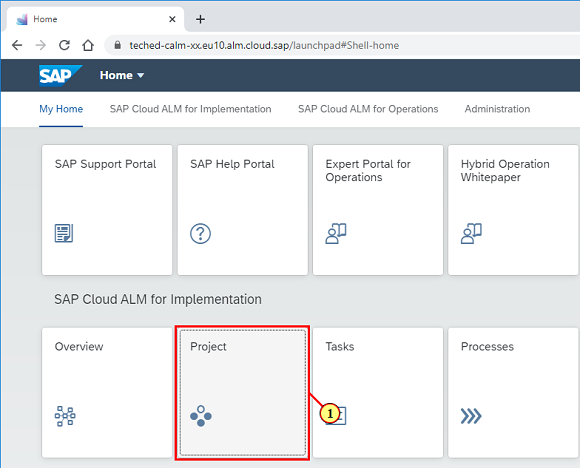 Home
teched-calm-xx.eu10.alm.cloud.sap/launchpad#Shell-home
SAP Home
My Home SAP Cloud ALM for Implementation SAP Cloud ALM for Operations Administration
SAP Support Portal
SAP Help Portal
Expert Portal for
Operations
Hybrid Operation
Whitepaper
SAP Cloud ALM for Implementation
Overview
Project
Tasks
Processes
1